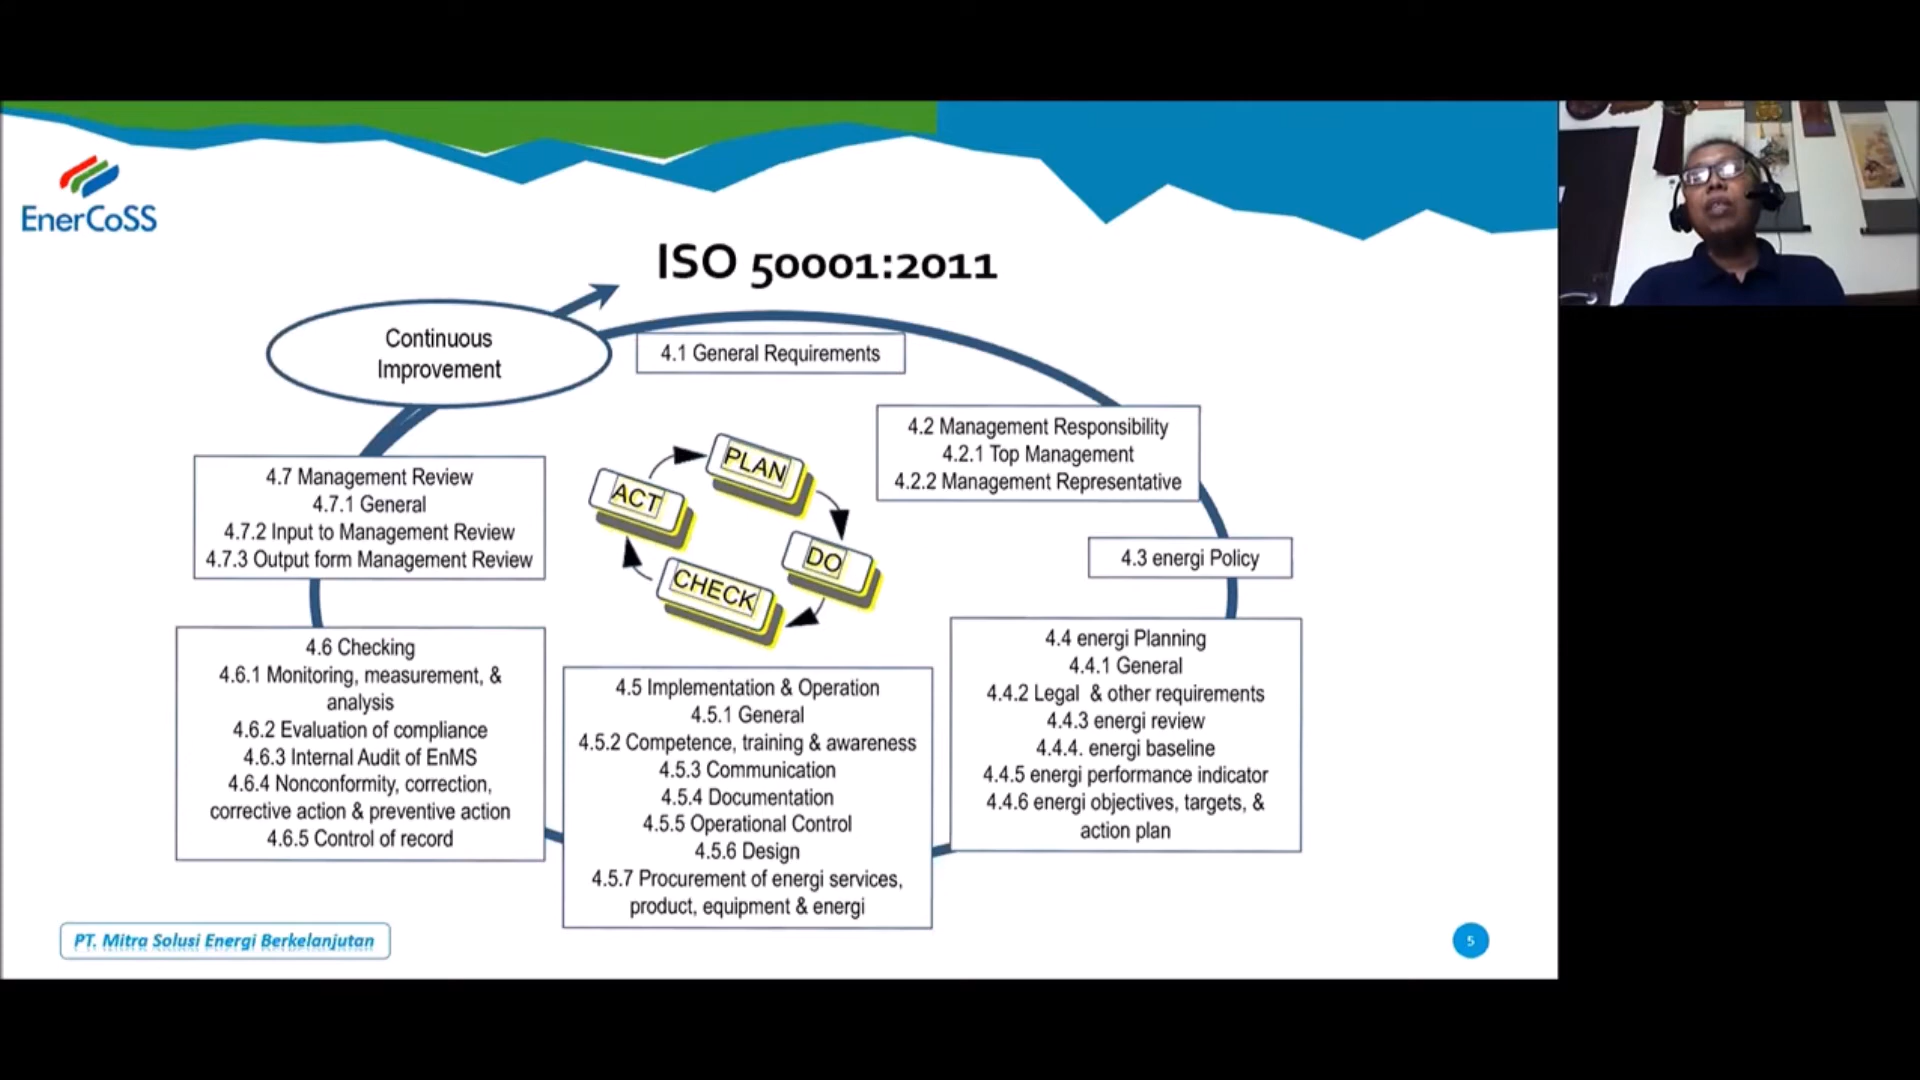 EnerCoSS
ISO 50001:2011
Continuous
Improvement
4.1 General Requirements
4.2 Management Responsibility
4.2.1 Top Management
4.2.2 Management Representative
4.3 energi Policy
4.4 energi Planning
4.4.1 General
4.4.2 Legal & other requirements
4.4.3 energi review
4.4.4. energi baseline
4.4.5 energi performance indicator
4.4.6 energi objectives, targets, &
action plan
4.5 Implementation & Operation
4.5.1 General
4.5.2 Competence, training & awareness
4.5.3 Communication
4.5.4 Documentation
4.5.5 Operational Control
4.5.6 Design
4.5.7 Procurement of energi services,
product, equipment & energi
4.6 Checking
4.6.1 Monitoring, measurement, &
analysis
4.6.2 Evaluation of compliance
4.6.3 Internal Audit of EnMS
4.6.4 Nonconformity, correction,
corrective action & preventive action
4.6.5 Control of record
4.7 Management Review
4.7.1 General
4.7.2 Input to Management Review
4.7.3 Output form Management Review
PLAN
DO
CHECK
ACT
PT. Mitra Solusi Energi Berkelanjutan
5